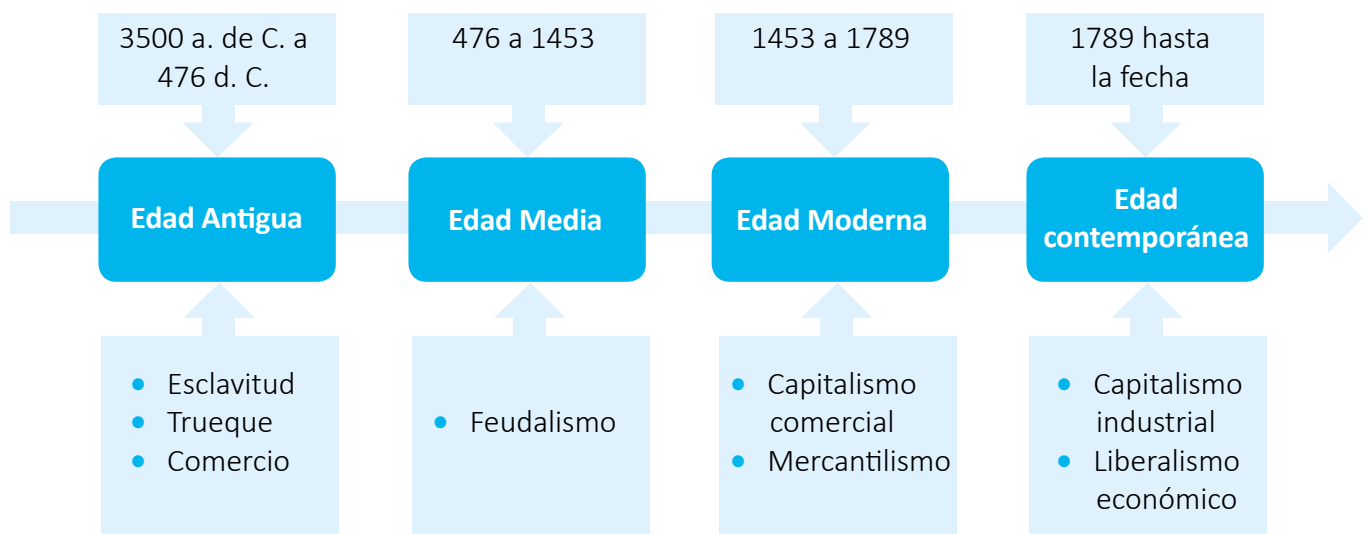 3500 a. de C. a
476 d. C.
476 a 1453
1453 a 1789
1789 hasta
la fecha
Edad Antigua
Edad Media
Edad Moderna
Edad
contemporánea
• Esclavitud
• Trueque
• Comercio
• Feudalismo
• Capitalismo
comercial
• Mercantilismo
• Capitalismo
industrial
• Liberalismo
económico